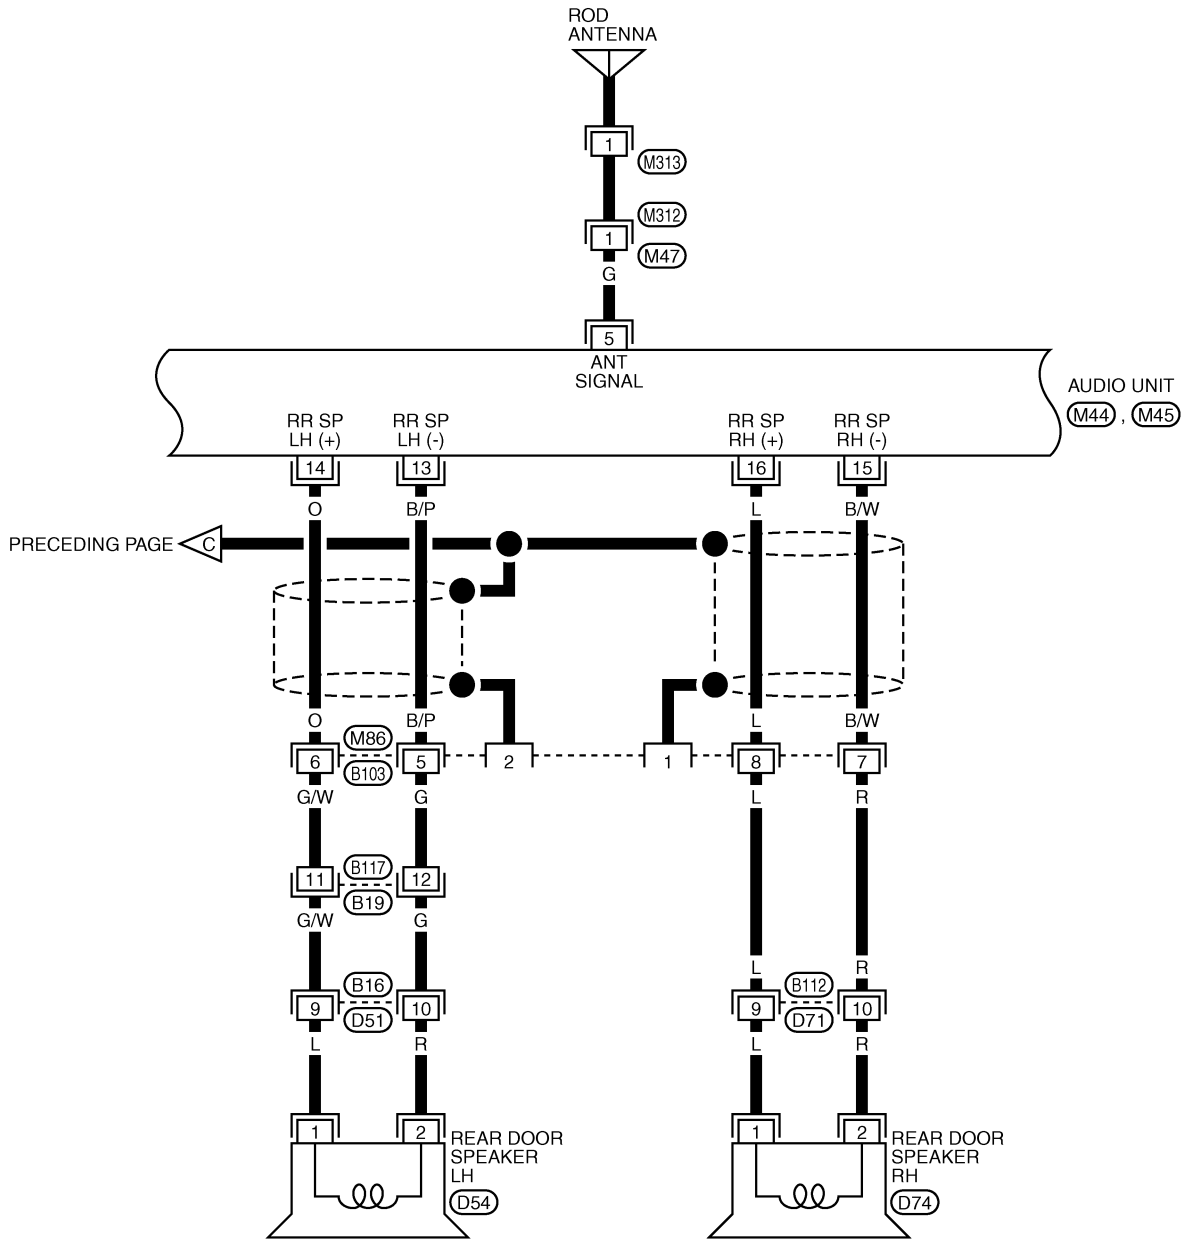 ROD
ANTENNA
1
M313
M312
1
M47
G
5
ANT
SIGNAL
AUDIO UNIT
M44 , M45
RR SP
LH (+)
RR SP
LH (-)
RR SP
RH (+)
RR SP
RH (-)
14 13 16 15
O B/P L B/W
PRECEDING PAGE C
O B/P L B/W
M86
6 5 2 1 8 7
B103
G/W G L R
B117
11 12
B19
G/W G
L R
B16 B112
9 10 9 10
D51 D71
L R L R
1 2 1 2
REAR DOOR
SPEAKER
LH
D54
REAR DOOR
SPEAKER
RH
D74